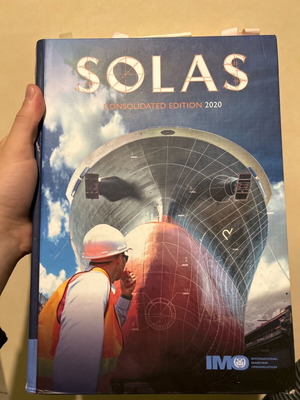 SOLAS
CONSOLIDATED EDITION 2020
IMO
INTERNATIONAL
MARITIME
ORGANIZATION